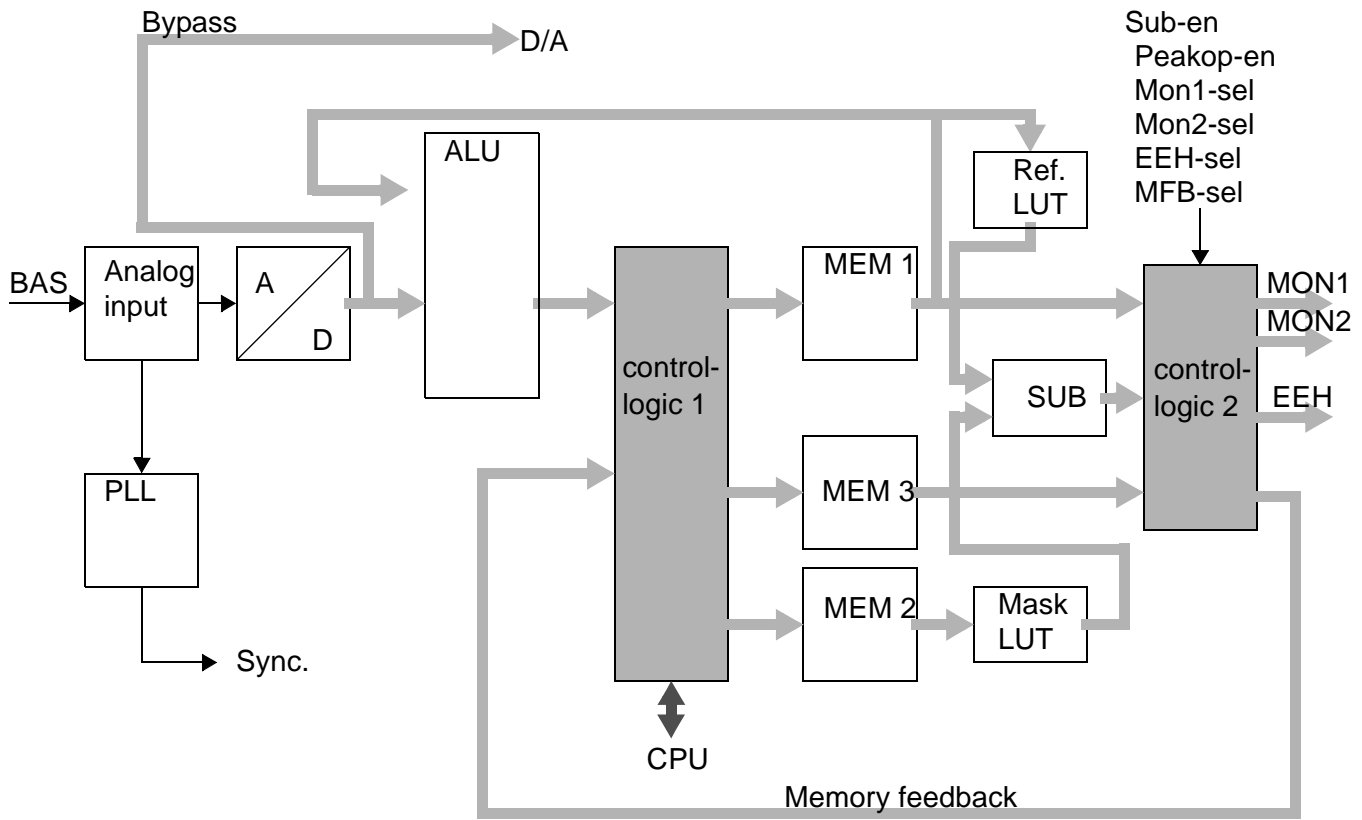 Bypass
D/A
Sub-en
Peakop-en
Mon1-sel
Mon2-sel
EEH-sel
MFB-sel
ALU
Ref.
LUT
BAS
Analog
input
A
D
MEM 1
MON1
MON2
control-
logic 1
SUB
control-
logic 2
EEH
PLL
MEM 3
MEM 2
Mask
LUT
Sync.
CPU
Memory feedback